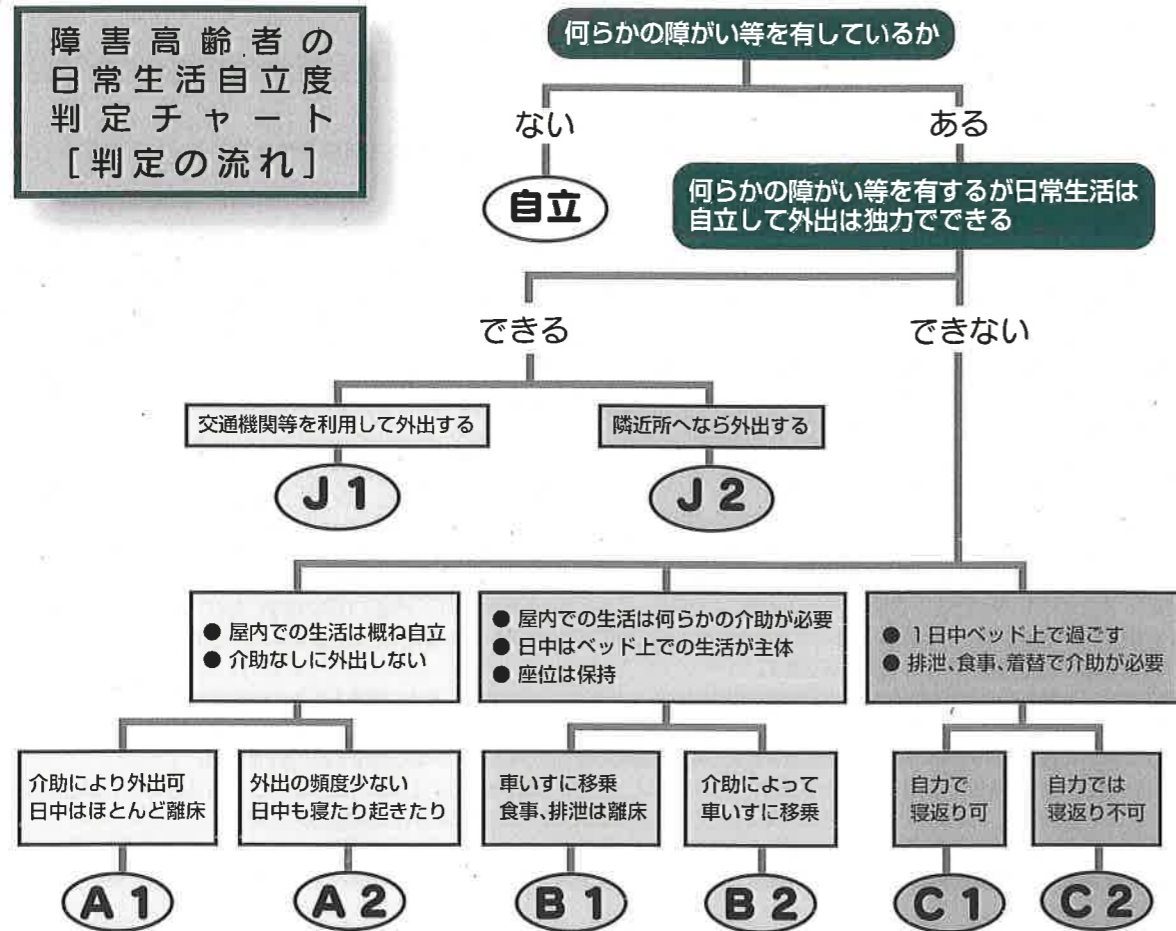 障害高齢者の
日常生活自立度
判定チャート
[判定の流れ]
何らかの障がい等を有しているか
ない
ある
自立
何らかの障がい等を有するが日常生活は
自立して外出は独力でできる
できる
できない
交通機関等を利用して外出する
隣近所へなら外出する
J1
J2
● 屋内での生活は概ね自立
● 介助なしに外出しない
● 屋内での生活は何らかの介助が必要
● 日中はベッド上での生活が主体
● 座位は保持
● 1日中ベッド上で過ごす
● 排泄、食事、着替で介助が必要
介助により外出可
日中はほとんど離床
外出の頻度少ない
日中も寝たり起きたり
車いすに移乗
食事、排泄は離床
介助によって
車いすに移乗
自力で
寝返り可
自力では
寝返り不可
A1
A2
B1
B2
C1
C2